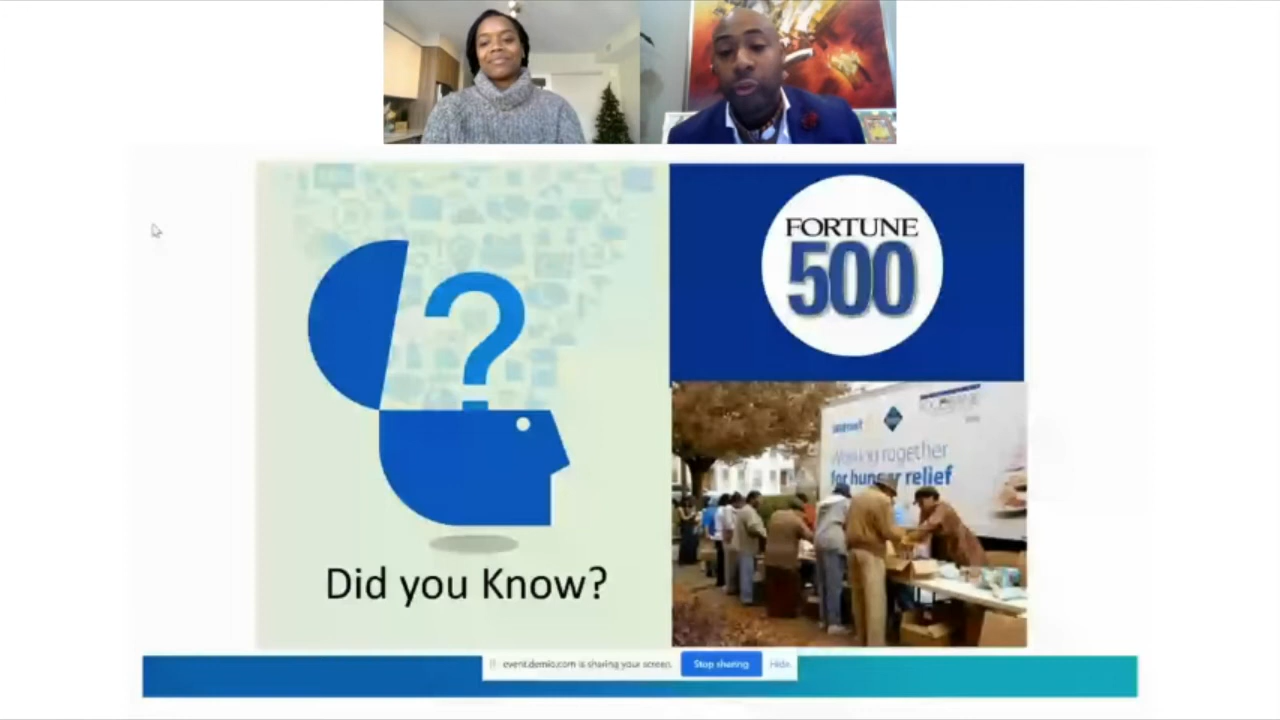 FORTUNE
500
Working together
for hunger relief
Did you Know?
event.demio.com is sharing your screen.
Stop sharing
Hide